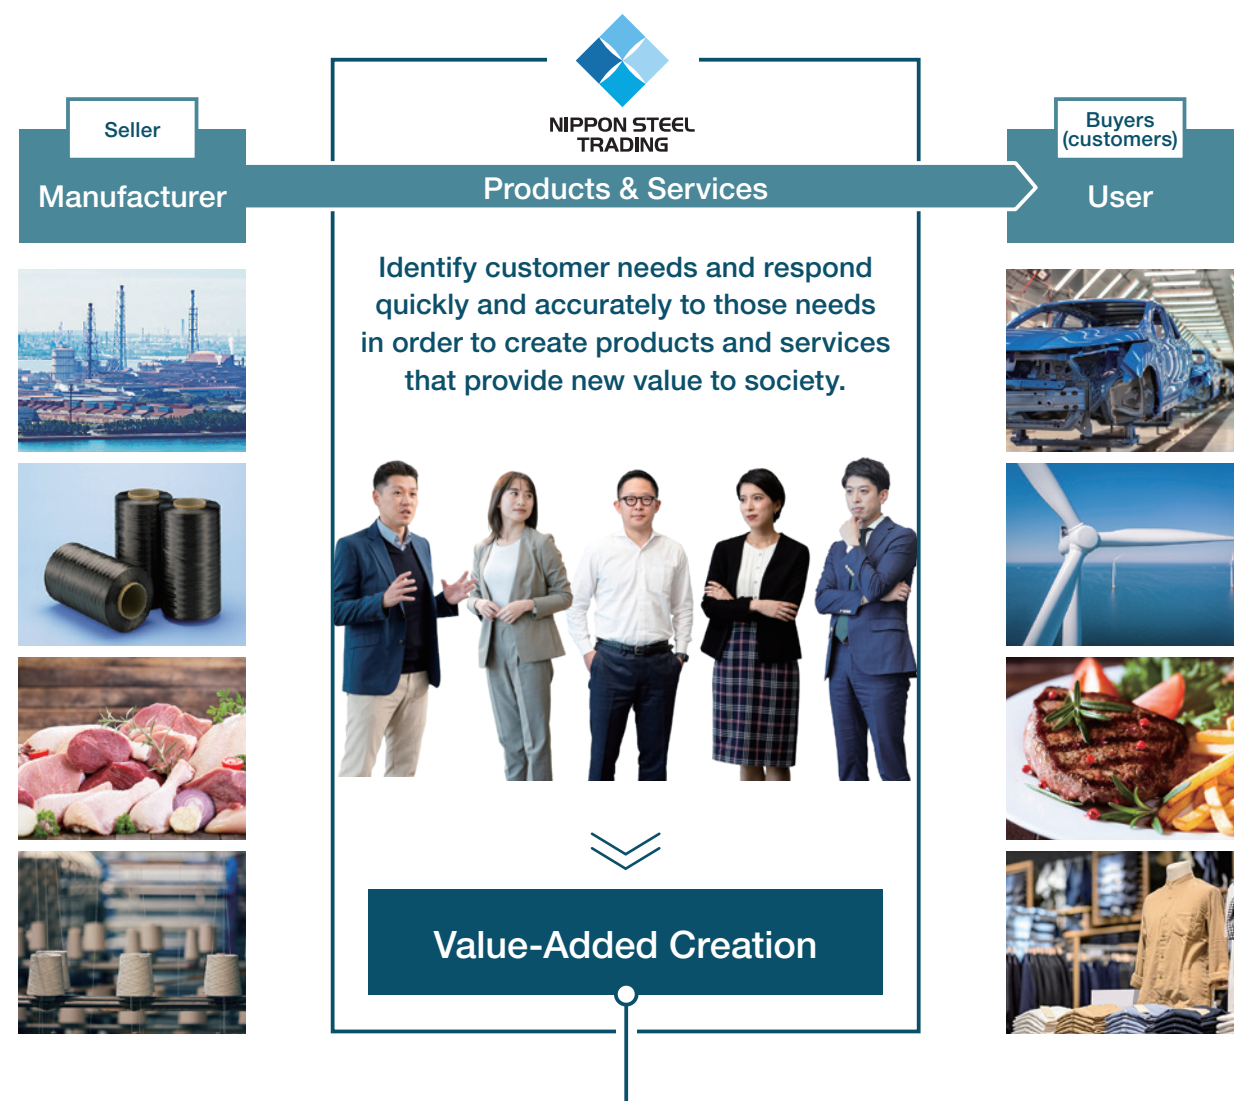 NIPPON STEEL
TRADING
Seller
Manufacturer
Products & Services
Buyers
(customers)
User
Identify customer needs and respond
quickly and accurately to those needs
in order to create products and services
that provide new value to society.
Value-Added Creation